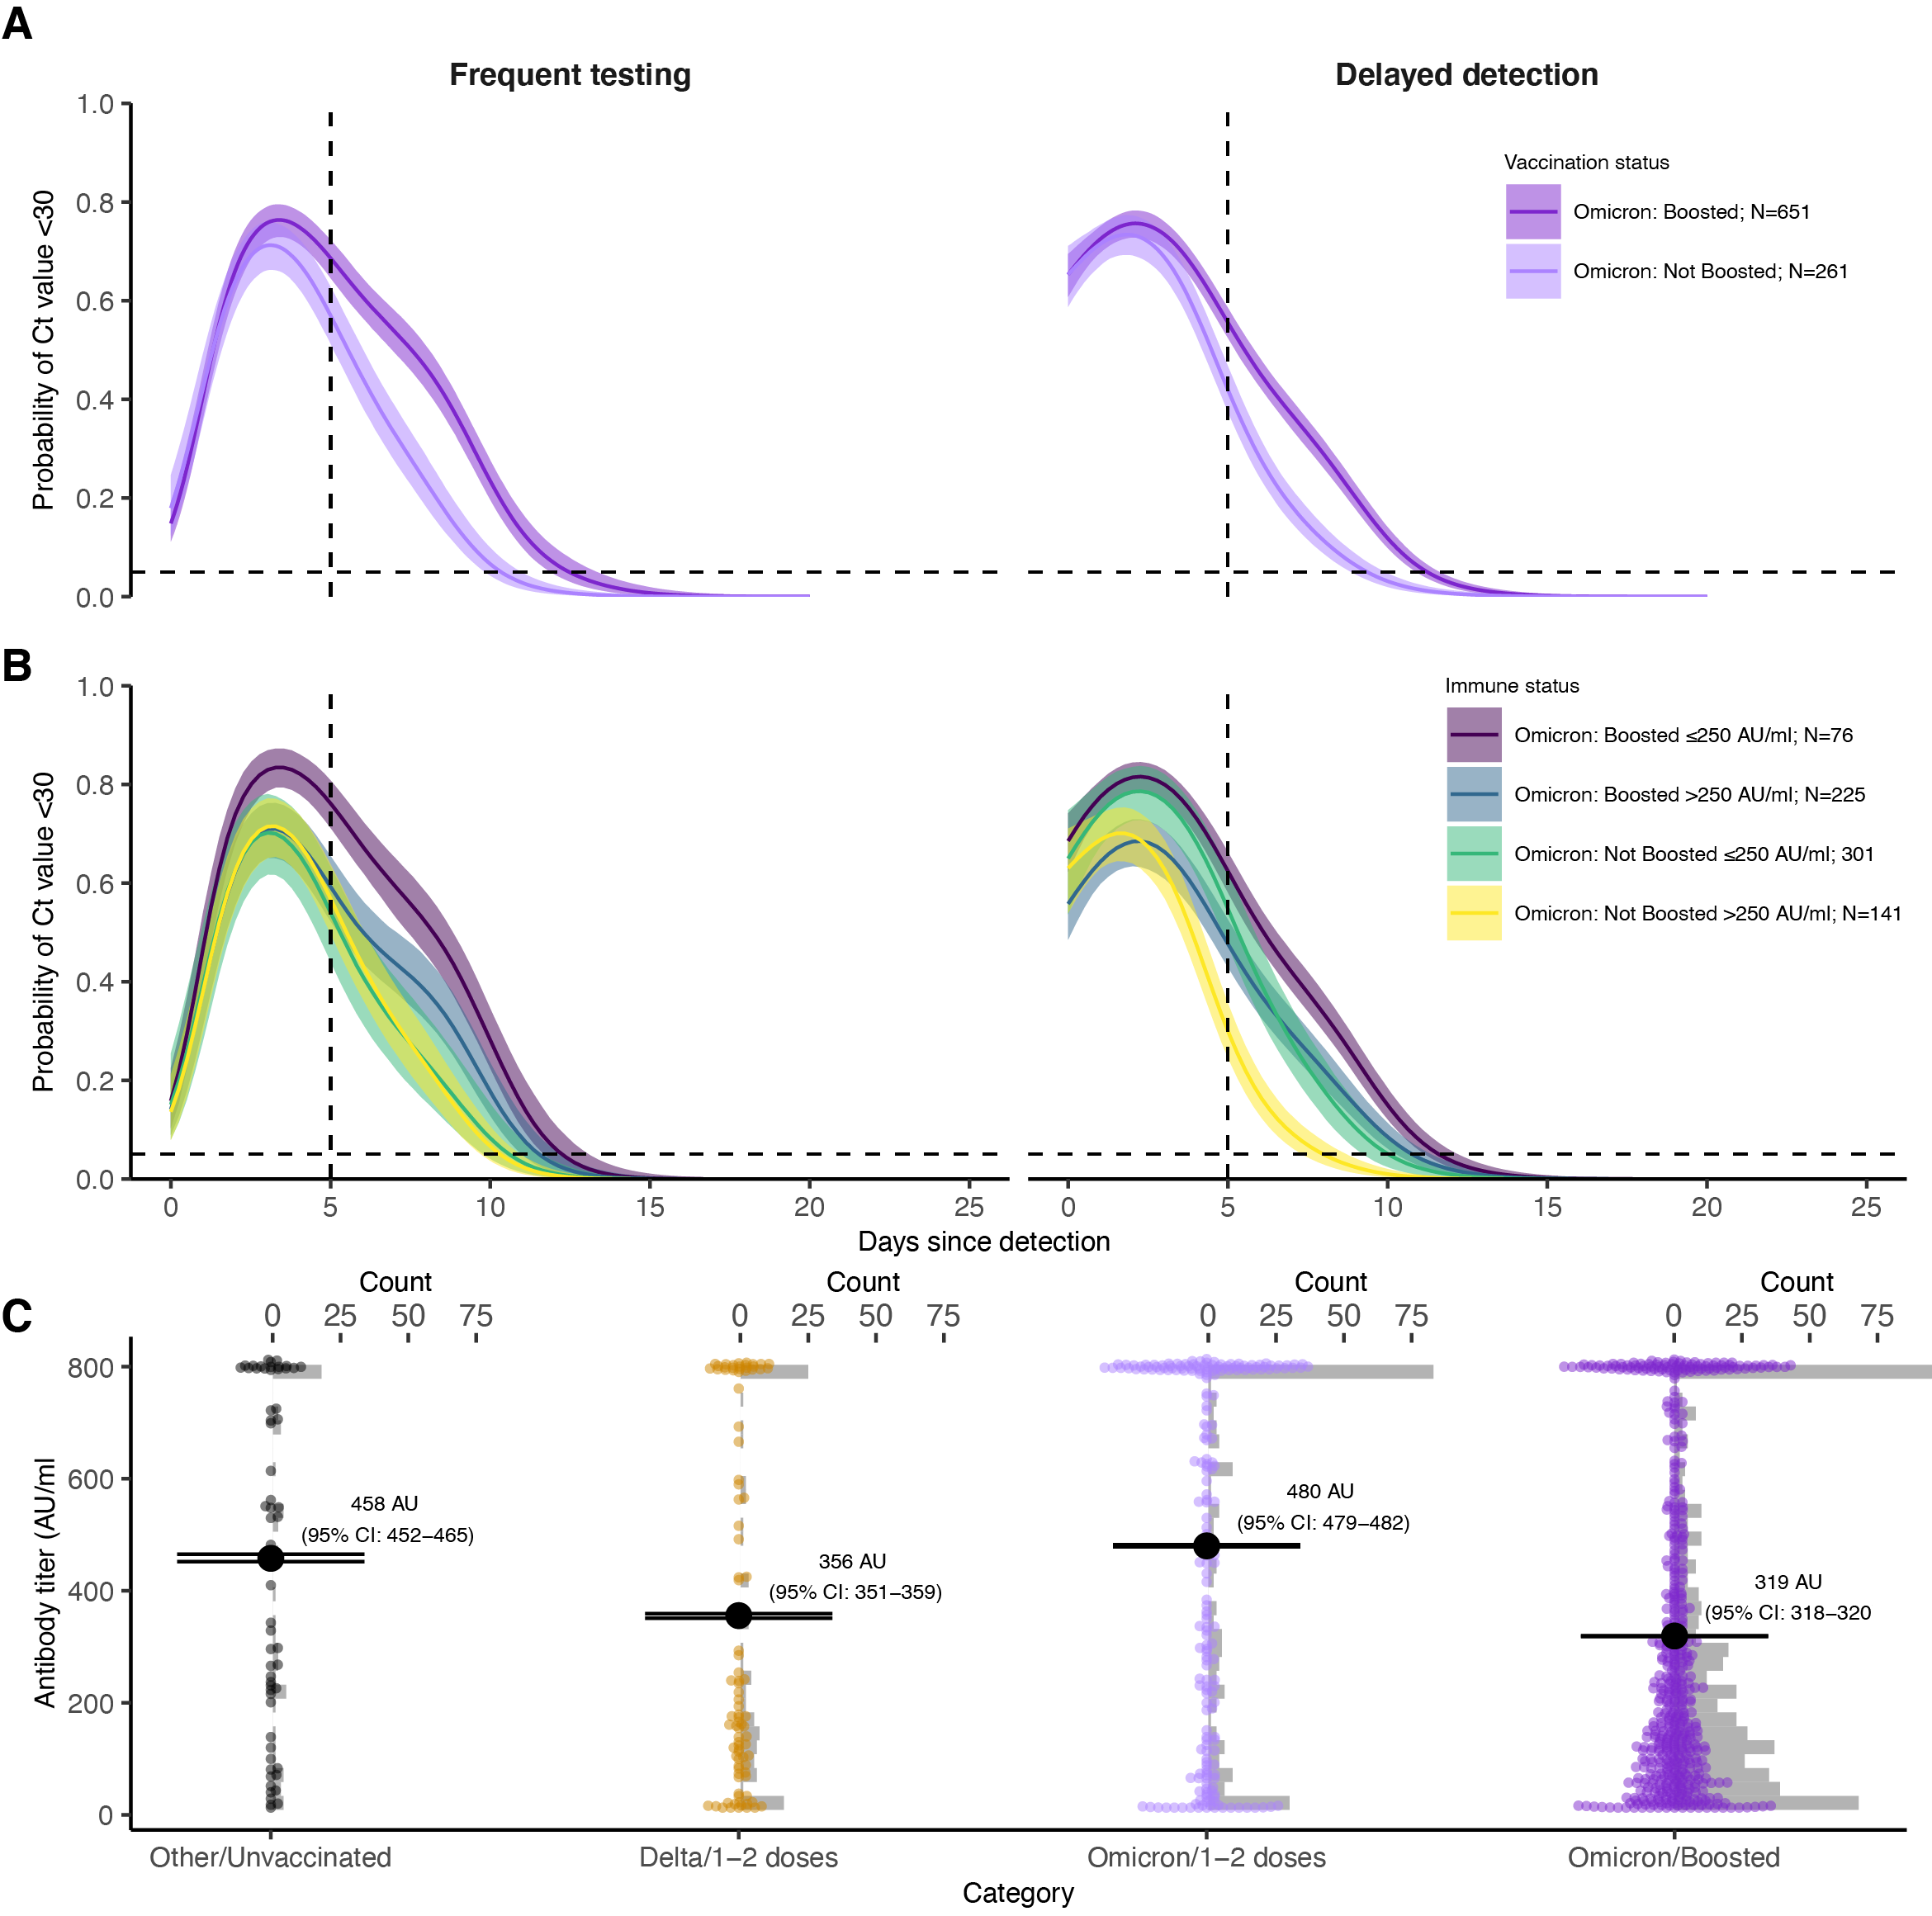 A
Frequent testing
Delayed detection
Probability of Ct value <30
1.0
0.8
0.6
0.4
0.2
0.0
Vaccination status
Omicron: Boosted; N=651
Omicron: Not Boosted; N=261
B
Probability of Ct value <30
1.0
0.8
0.6
0.4
0.2
0.0
Immune status
Omicron: Boosted ≤250 AU/ml; N=76
Omicron: Boosted >250 AU/ml; N=225
Omicron: Not Boosted ≤250 AU/ml; 301
Omicron: Not Boosted >250 AU/ml; N=141
0 5 10 15 20 25
0 5 10 15 20 25
Days since detection
C
Count
0 25 50 75
Count
0 25 50 75
Count
0 25 50 75
Count
0 25 50 75
Antibody titer (AU/ml
800
600
400
200
0
458 AU
(95% CI: 452–465)
356 AU
(95% CI: 351–359)
480 AU
(95% CI: 479–482)
319 AU
(95% CI: 318–320
Other/Unvaccinated
Delta/1–2 doses
Omicron/1–2 doses
Omicron/Boosted
Category